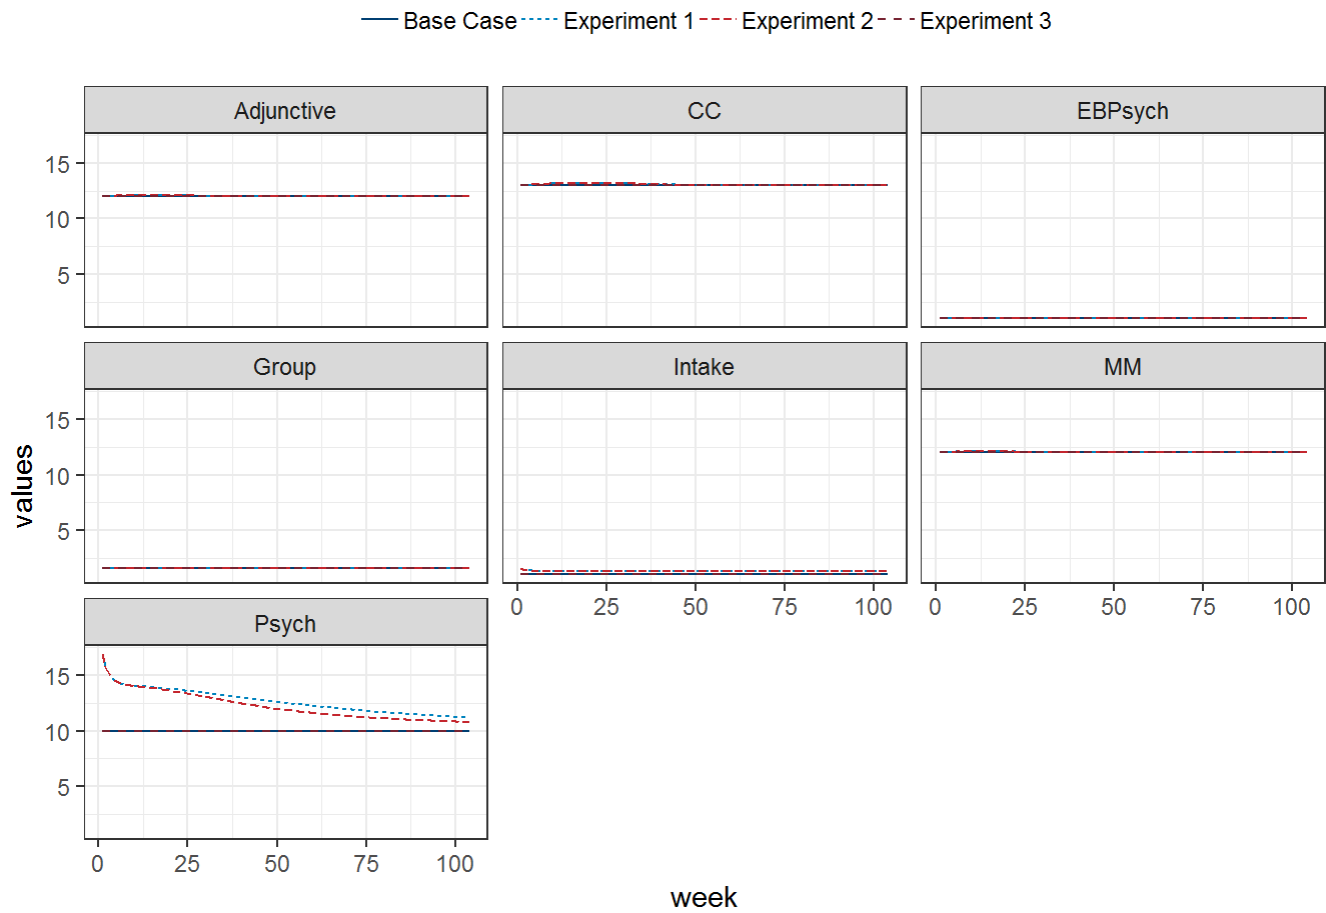 Base Case Experiment 1 Experiment 2 Experiment 3
Adjunctive CC EBPsych
15
10
5
Group Intake MM
15
10
5
values
0 25 50 75 100 0 25 50 75 100
Psych
15
10
5
0 25 50 75 100
week